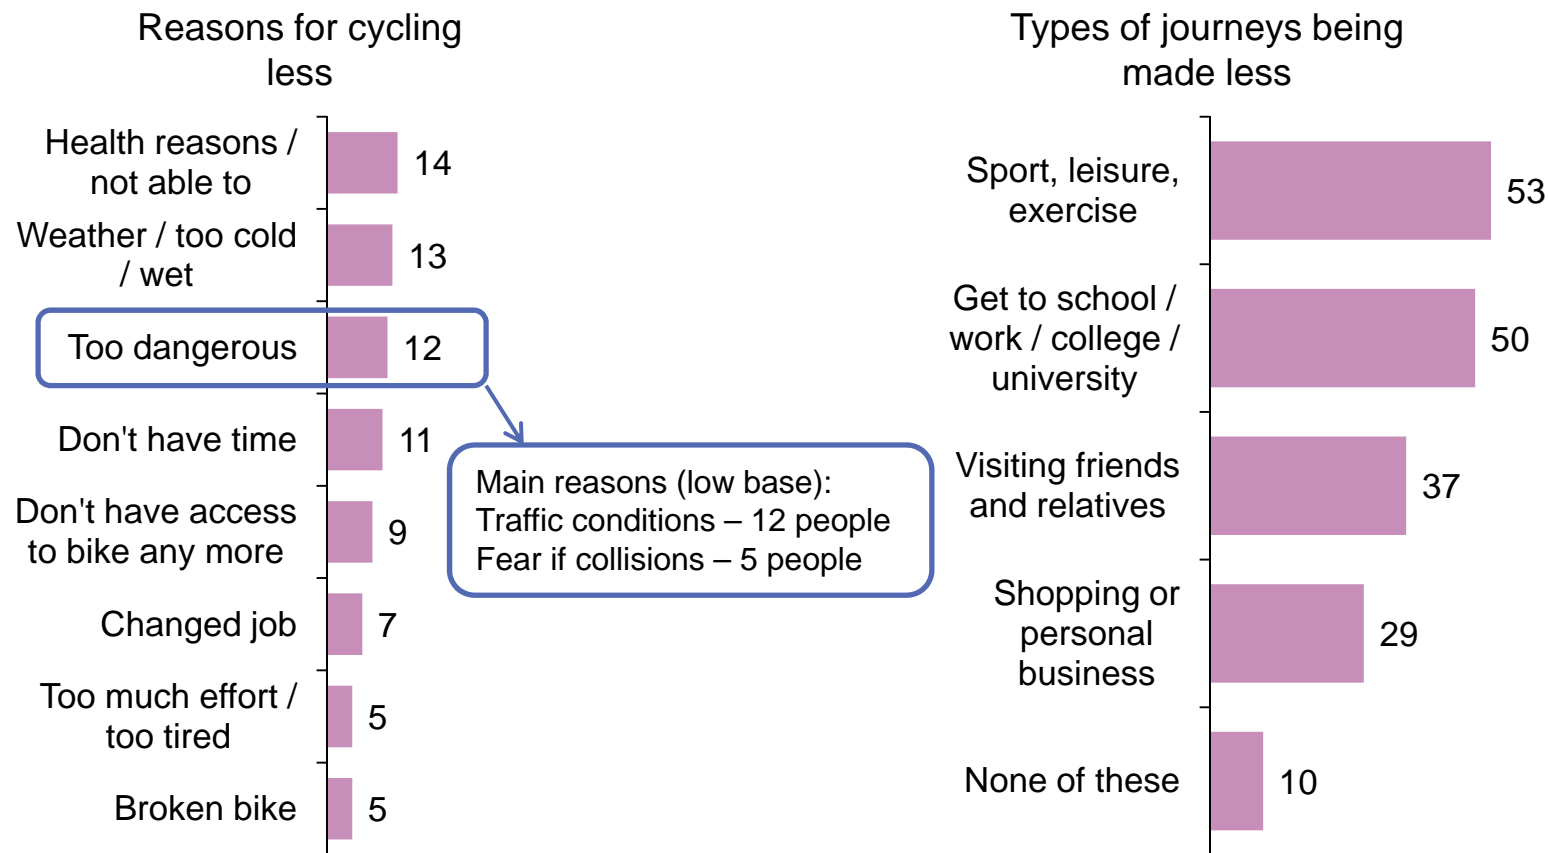 Reasons for cycling
less
Health reasons /
not able to
14
Weather / too cold
/ wet
13
Too dangerous
12
Don't have time
11
Don't have access
to bike any more
9
Changed job
7
Too much effort /
too tired
5
Broken bike
5
Main reasons (low base):
Traffic conditions – 12 people
Fear if collisions – 5 people
Types of journeys being
made less
Sport, leisure,
exercise
53
Get to school /
work / college /
university
50
Visiting friends
and relatives
37
Shopping or
personal
business
29
None of these
10